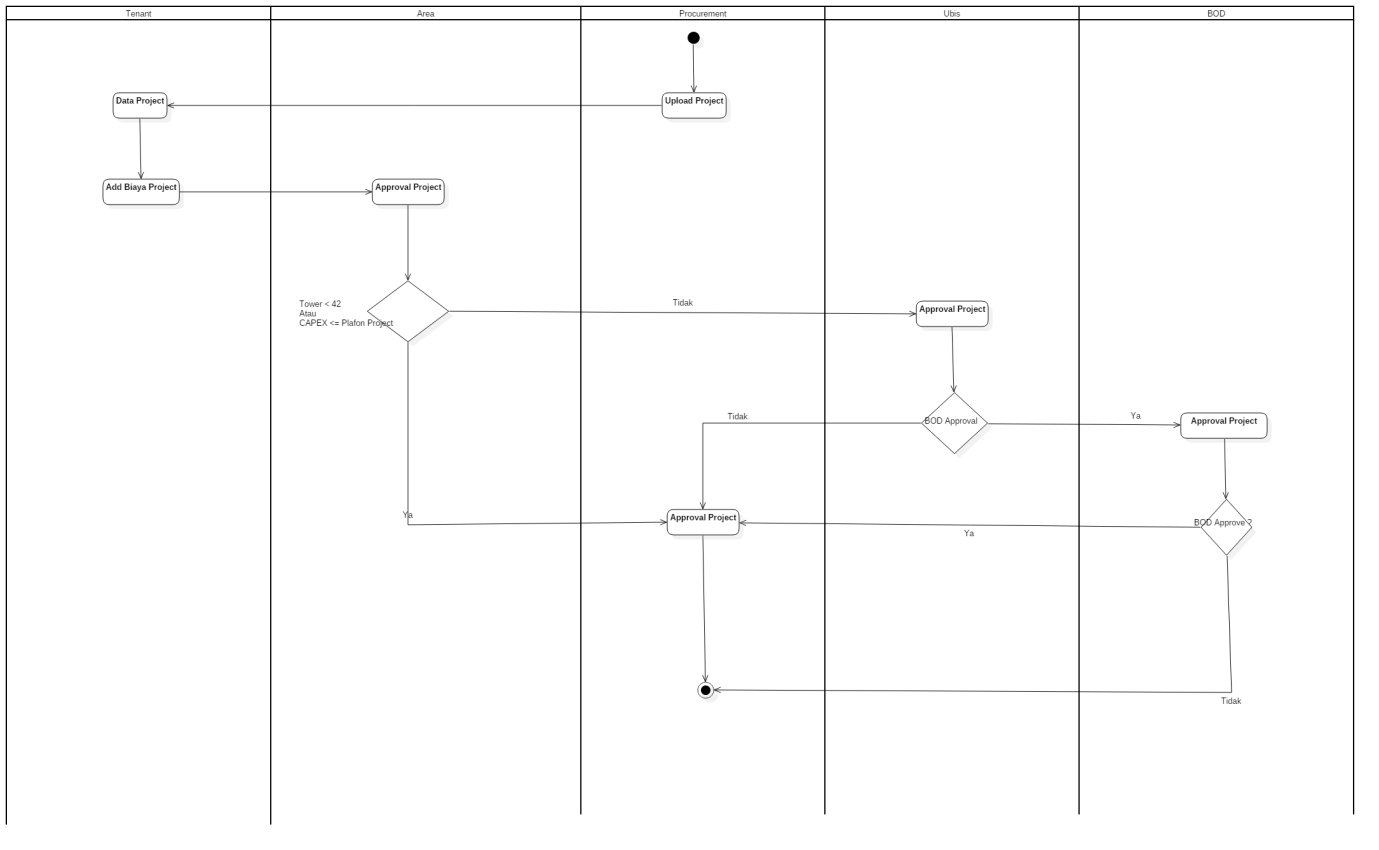 Tenant
Area
Procurement
Ubis
BOD
Data Project
Upload Project
Add Biaya Project
Approval Project
Tower < 42
Atau
CAPEX <= Plafon Project
Tidak
Approval Project
Tidak
BOD Approval
Ya
Approval Project
Ya
Approval Project
Ya
BOD Approve ?
Tidak